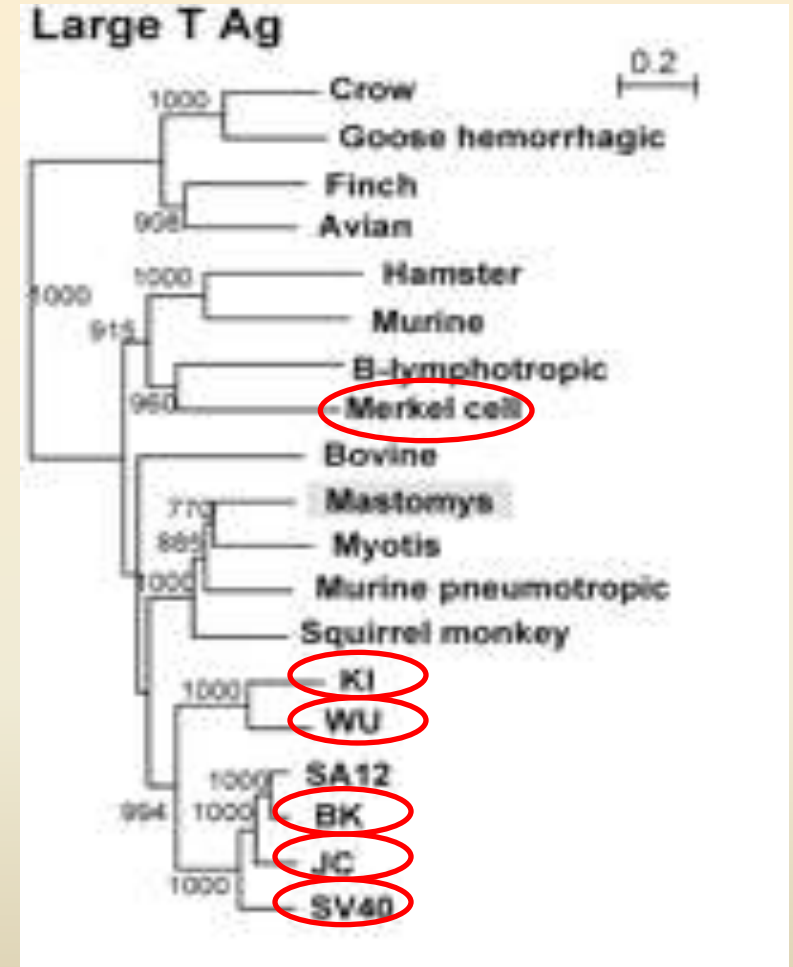 Large T Ag
0.2
1000
Crow
Goose hemorrhagic
Finch
908
Avian
1000
Hamster
1000
915
Murine
B-lymphotropic
960
Merkel cell
Bovine
770
Mastomys
885
Myotis
1000
Murine pneumotropic
Squirrel monkey
1000
KI
WU
1000
SA12
994
1000
BK
JC
1000
SV40